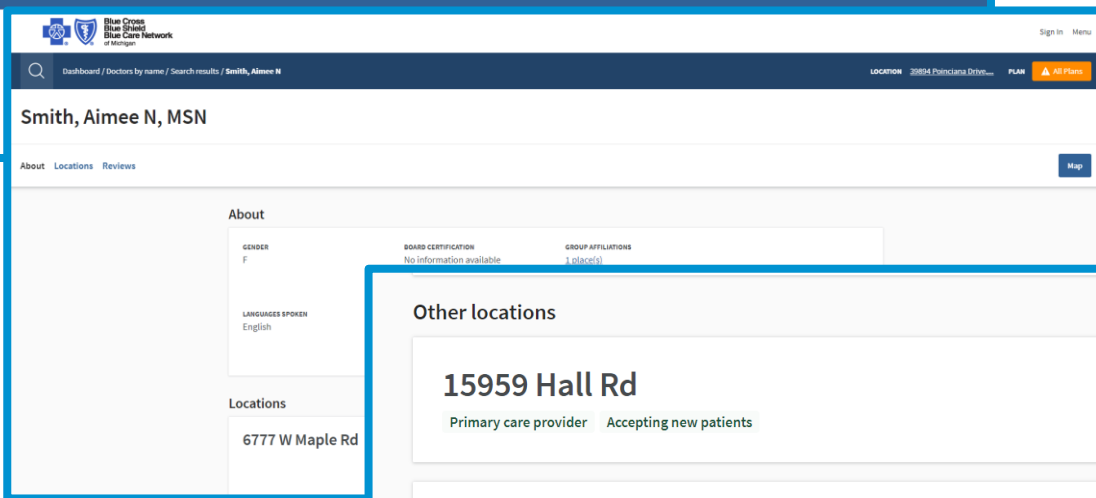 Blue Cross
Blue Shield
Blue Care Network
of Michigan
Sign In Menu
Dashboard / Doctors by name / Search results / Smith, Aimee N
LOCATION 39894 Poinciana Drive,... PLAN All Plans
Smith, Aimee N, MSN
About Locations Reviews
Map
About
GENDER BOARD CERTIFICATION GROUP AFFILIATIONS
F No information available 1 place(s)
LANGUAGES SPOKEN
English
Locations
6777 W Maple Rd
Other locations
15959 Hall Rd
Primary care provider Accepting new patients